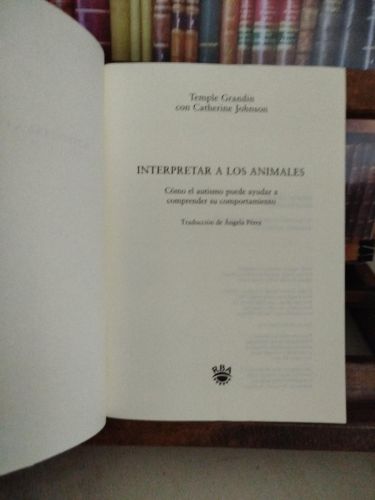 Temple Grandin
con Catherine Johnson
INTERPRETAR A LOS ANIMALES
Cómo el autismo puede ayudar a
comprender su comportamiento
Traducción de Ángela Pérez
RBA